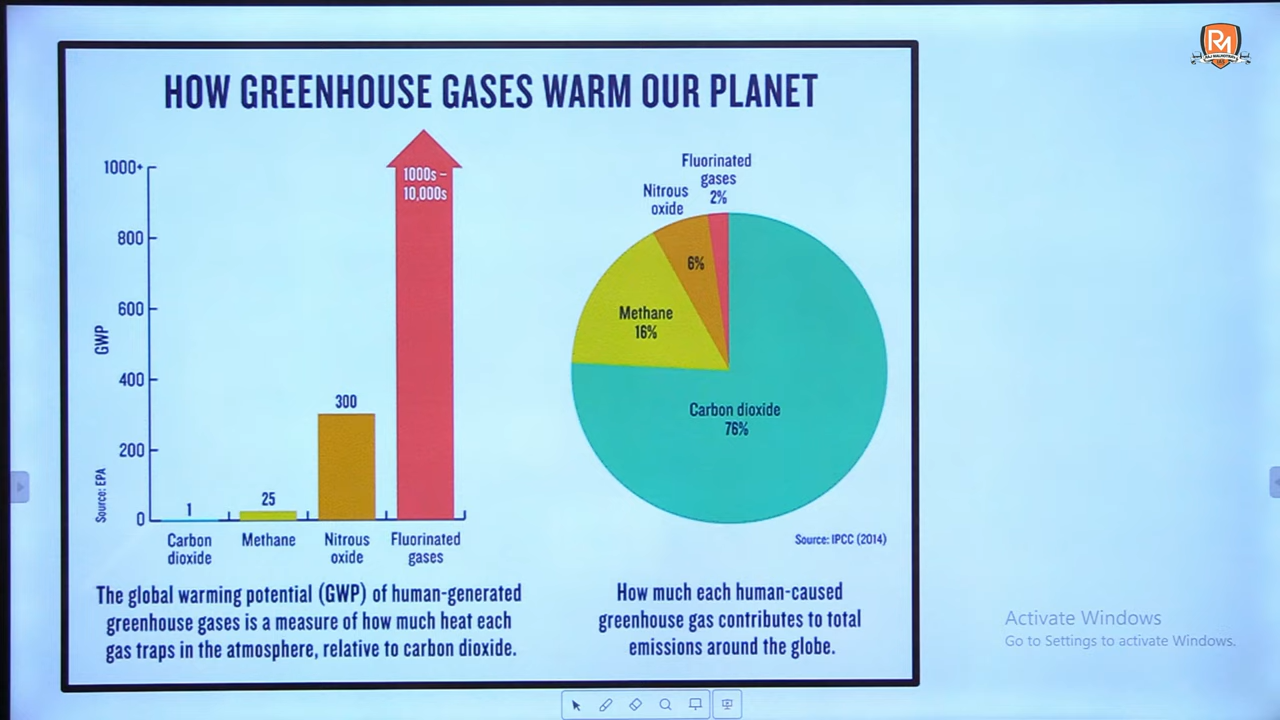 HOW GREENHOUSE GASES WARM OUR PLANET
1000+
800
600
400
200
0
GWP
Source: EPA
1
25
300
1000s –
10,000s
Carbon
dioxide
Methane
Nitrous
oxide
Fluorinated
gases
The global warming potential (GWP) of human-generated
greenhouse gases is a measure of how much heat each
gas traps in the atmosphere, relative to carbon dioxide.
Fluorinated
gases
2%
Nitrous
oxide
6%
Methane
16%
Carbon dioxide
76%
Source: IPCC (2014)
How much each human-caused
greenhouse gas contributes to total
emissions around the globe.
RM
Activate Windows
Go to Settings to activate Windows.